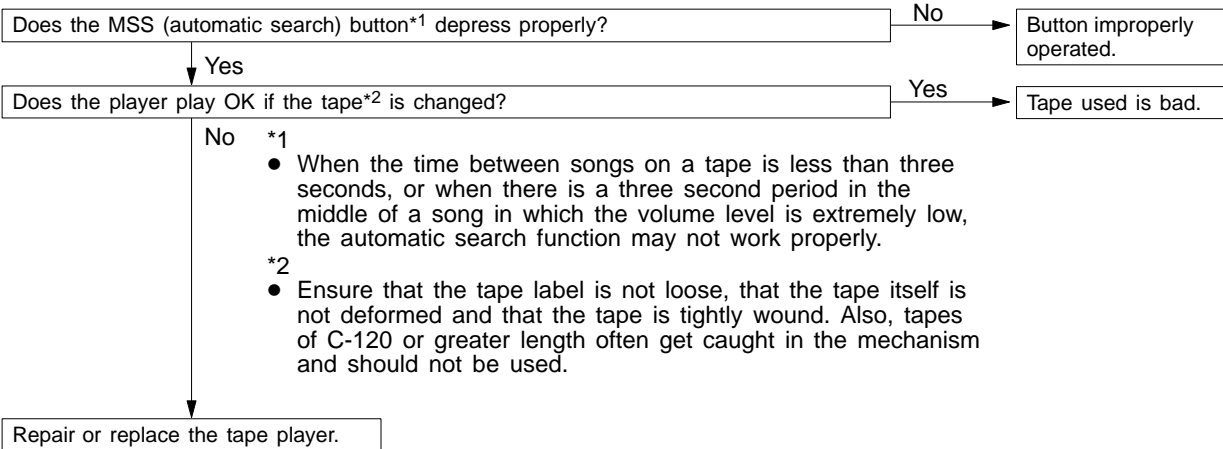 Does the MSS (automatic search) button*1 depress properly?
No
Button improperly
operated.
Yes
Does the player play OK if the tape*2 is changed?
Yes
Tape used is bad.
No
*1
● When the time between songs on a tape is less than three
seconds, or when there is a three second period in the
middle of a song in which the volume level is extremely low,
the automatic search function may not work properly.
*2
● Ensure that the tape label is not loose, that the tape itself is
not deformed and that the tape is tightly wound. Also, tapes
of C-120 or greater length often get caught in the mechanism
and should not be used.
Repair or replace the tape player.